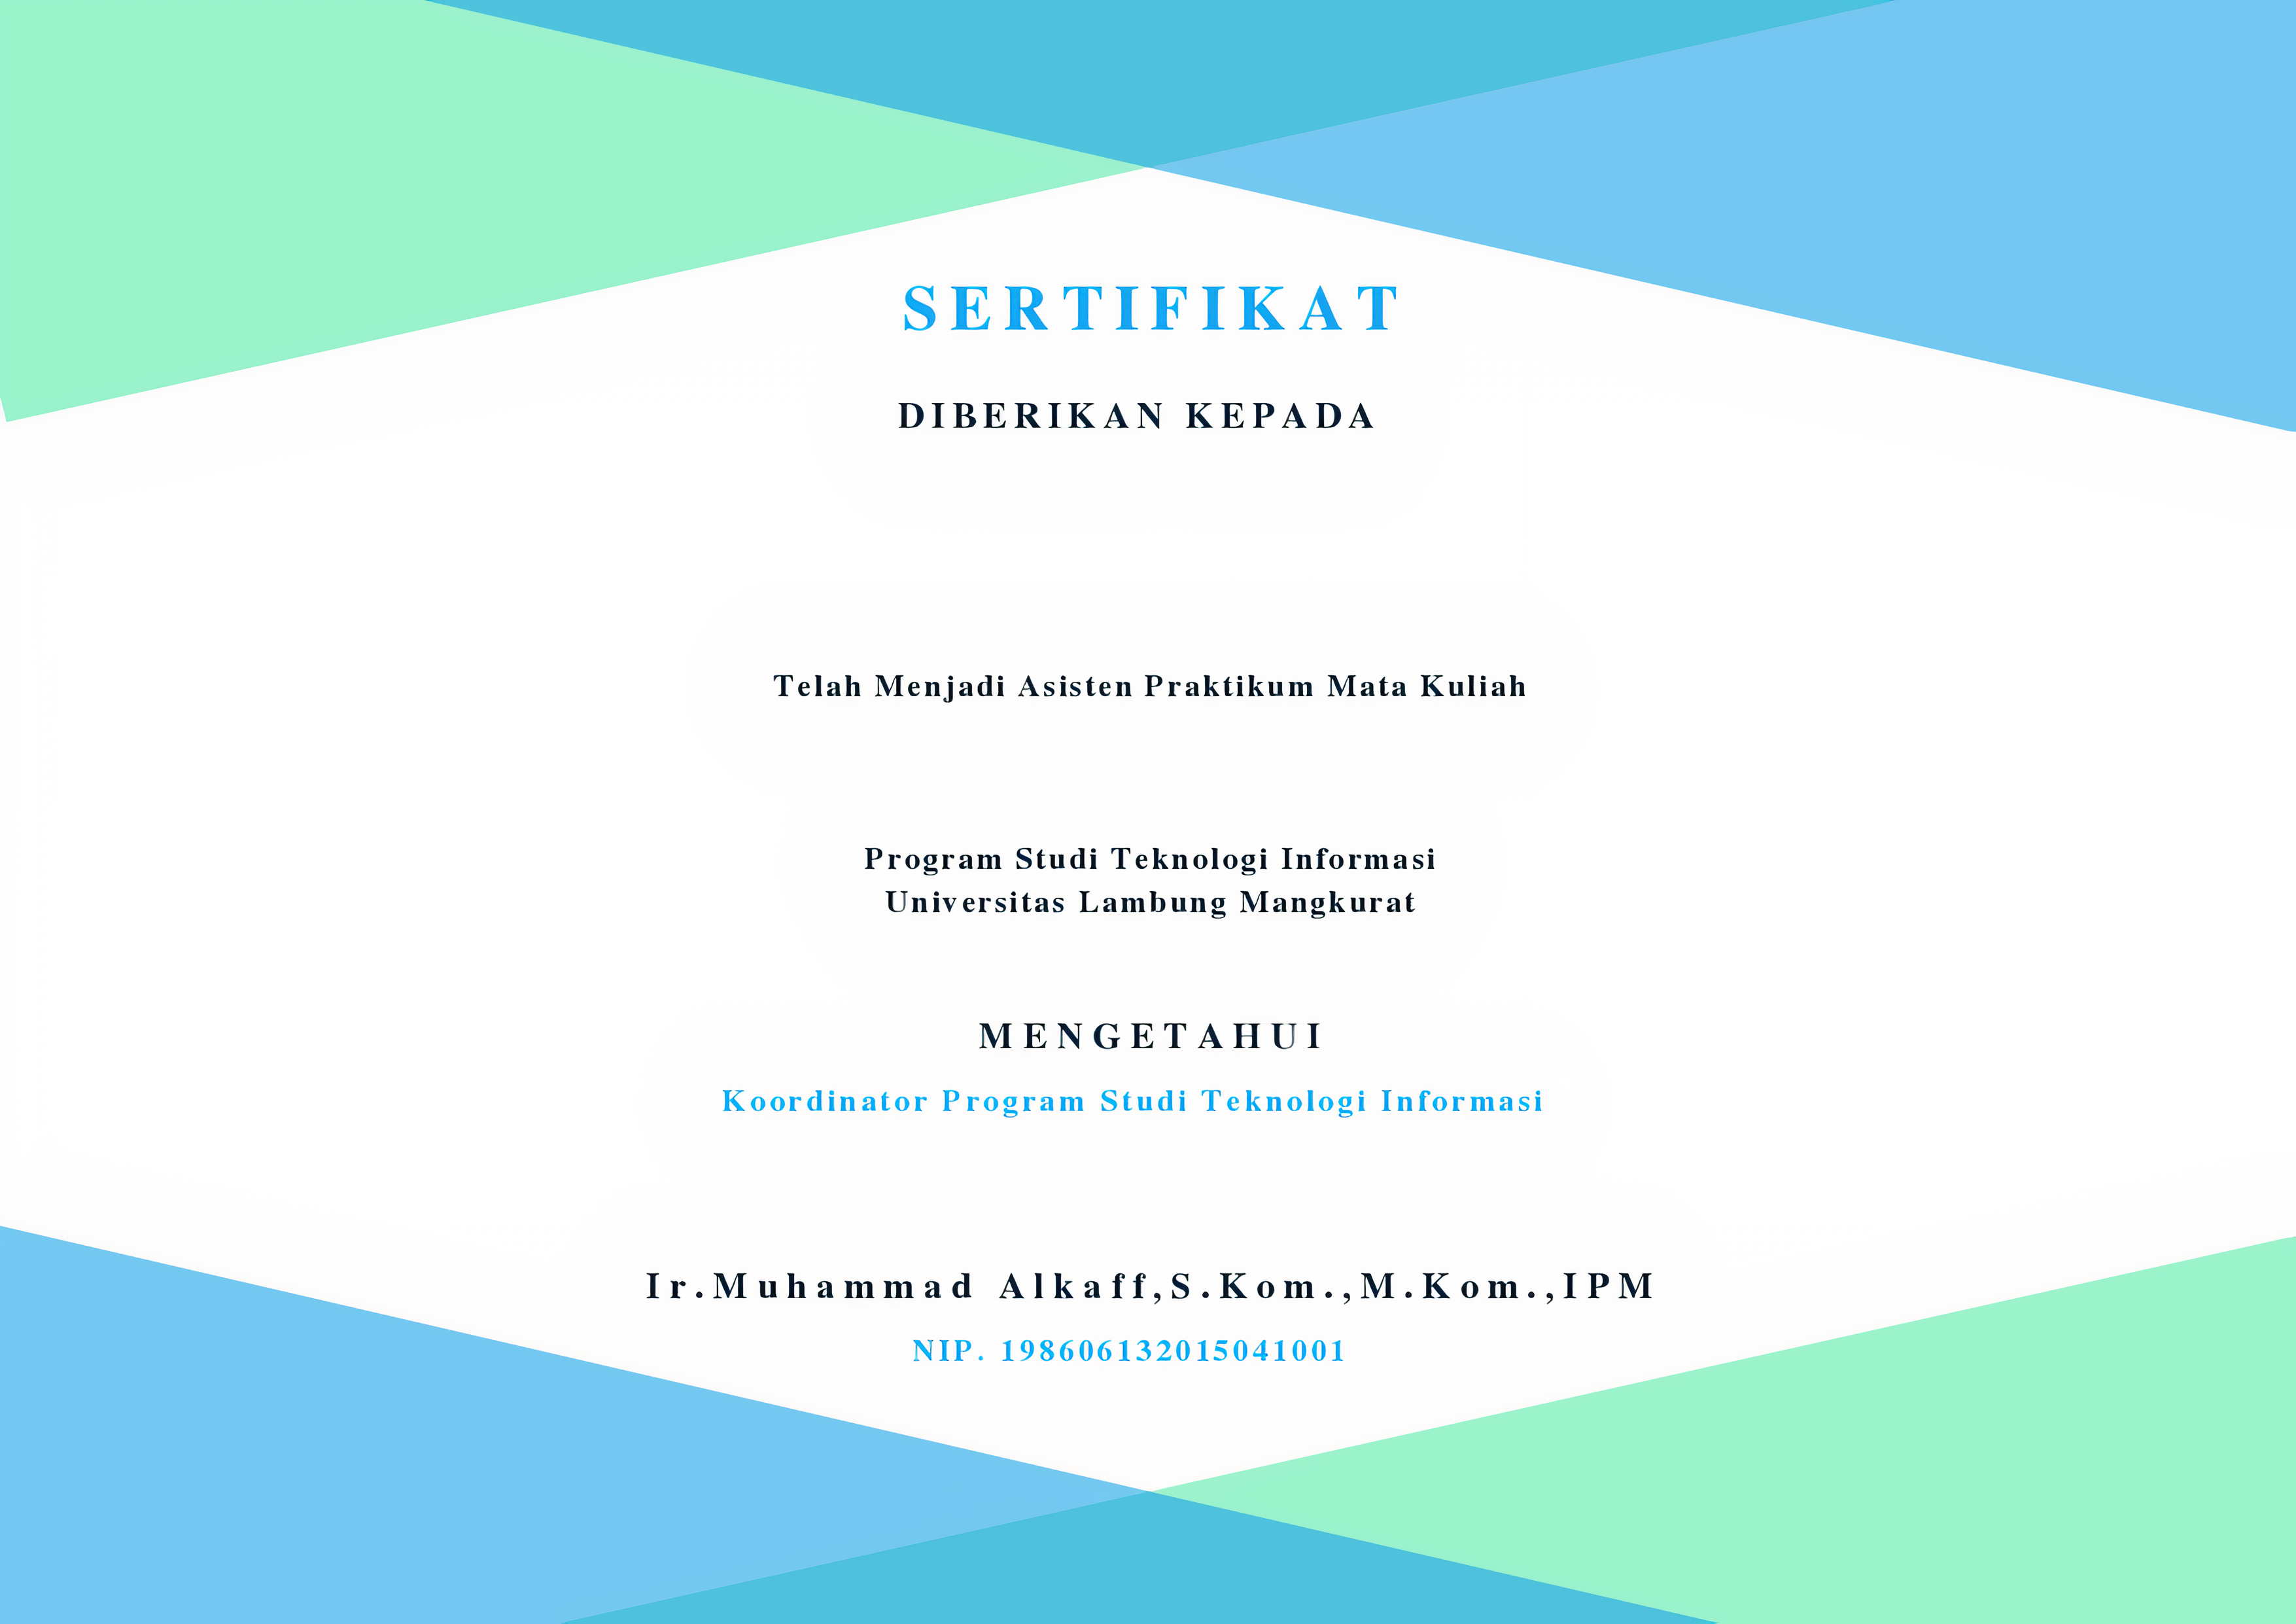 SERTIFIKAT
DIBERIKAN KEPADA
Telah Menjadi Asisten Praktikum Mata Kuliah
Program Studi Teknologi Informasi
Universitas Lambung Mangkurat
MENGETAHUI
Koordinator Program Studi Teknologi Informasi
Ir.Muhammad Alkaff,S.Kom.,M.Kom.,IPM
NIP. 198606132015041001